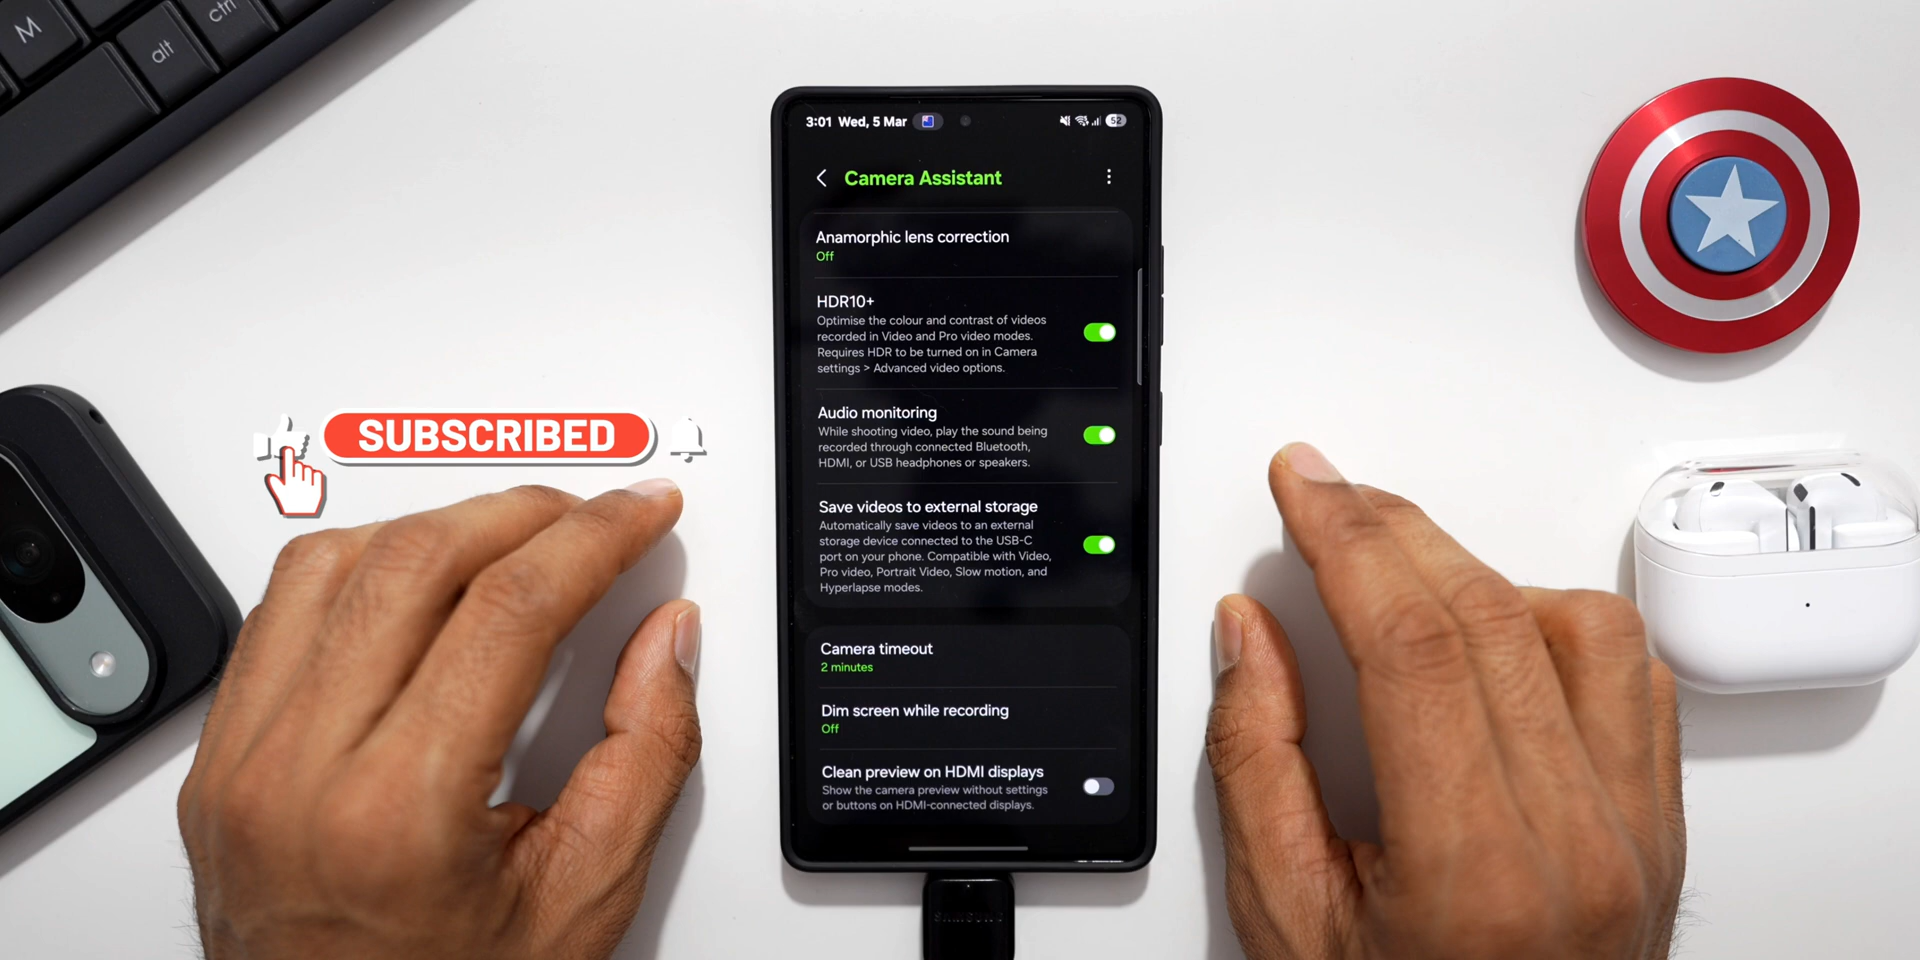 M
alt
ctrl
3:01 Wed, 5 Mar
52
Camera Assistant
Anamorphic lens correction
Off
HDR10+
Optimise the colour and contrast of videos
recorded in Video and Pro video modes.
Requires HDR to be turned on in Camera
settings > Advanced video options.
Audio monitoring
While shooting video, play the sound being
recorded through connected Bluetooth,
HDMI, or USB headphones or speakers.
Save videos to external storage
Automatically save videos to an external
storage device connected to the USB-C
port on your phone. Compatible with Video,
Pro video, Portrait Video, Slow motion, and
Hyperlapse modes.
Camera timeout
2 minutes
Dim screen while recording
Off
Clean preview on HDMI displays
Show the camera preview without settings
or buttons on HDMI-connected displays.
SUBSCRIBED
SAMSUNG